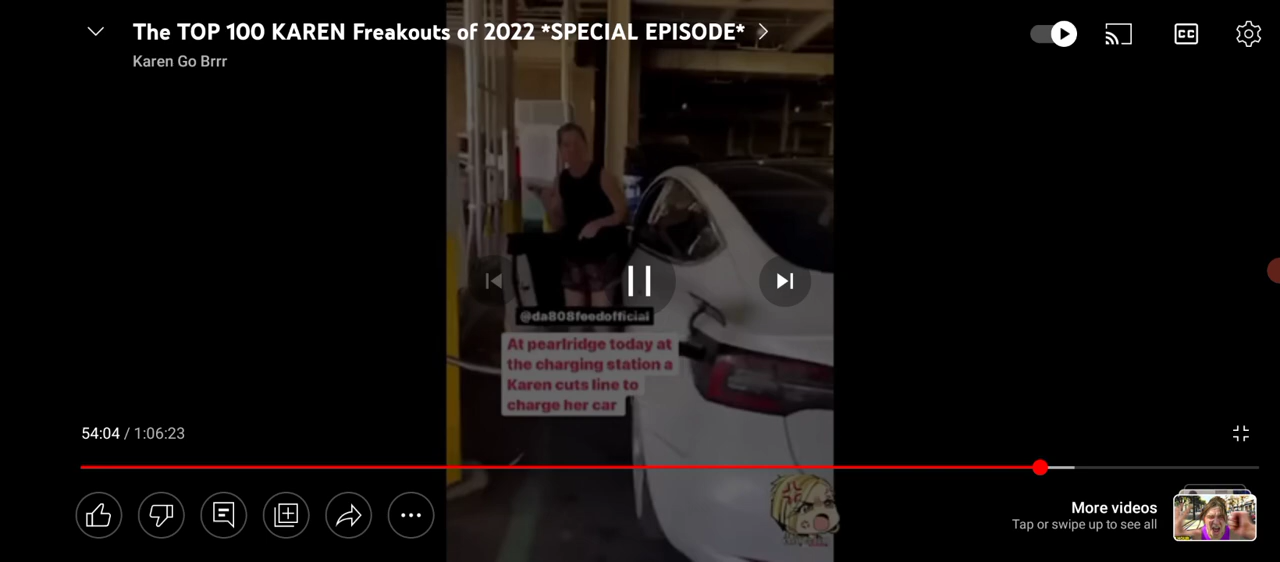 The TOP 100 KAREN Freakouts of 2022 *SPECIAL EPISODE*
Karen Go Brrr
CC
@da808feedofficial
At pearlridge today at
the charging station a
Karen cuts line to
charge her car
54:04 / 1:06:23
More videos
Tap or swipe up to see all